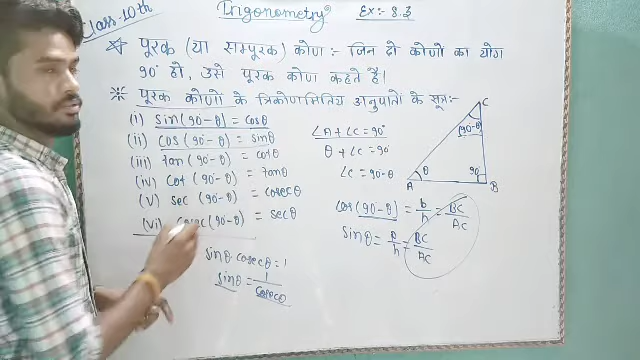 Class-10th
Trigonometry Ex:- 8.3
☆ पूरक (या सम्पूरक) कोण :- जिन दो कोणों का योग
90° हो, उसे पूरक कोण कहते हैं।
※ पूरक कोणों के त्रिकोणमितिय अनुपातों के सूत्र:-
(i) sin(90°-θ) = cosθ
(ii) cos(90°-θ) = sinθ
(iii) tan(90°-θ) = cotθ
(iv) cot(90°-θ) = tanθ
(v) sec(90°-θ) = cosecθ
(vi) cosec(90°-θ) = secθ
sinθ cosecθ = 1
sinθ = 1/cosecθ
∠A + ∠C = 90°
θ + ∠C = 90°
∠C = 90°-θ
cos(90°-θ) = b/h = BC/AC
sinθ = p/h = BC/AC
C
(90°-θ)
θ 90°
A B